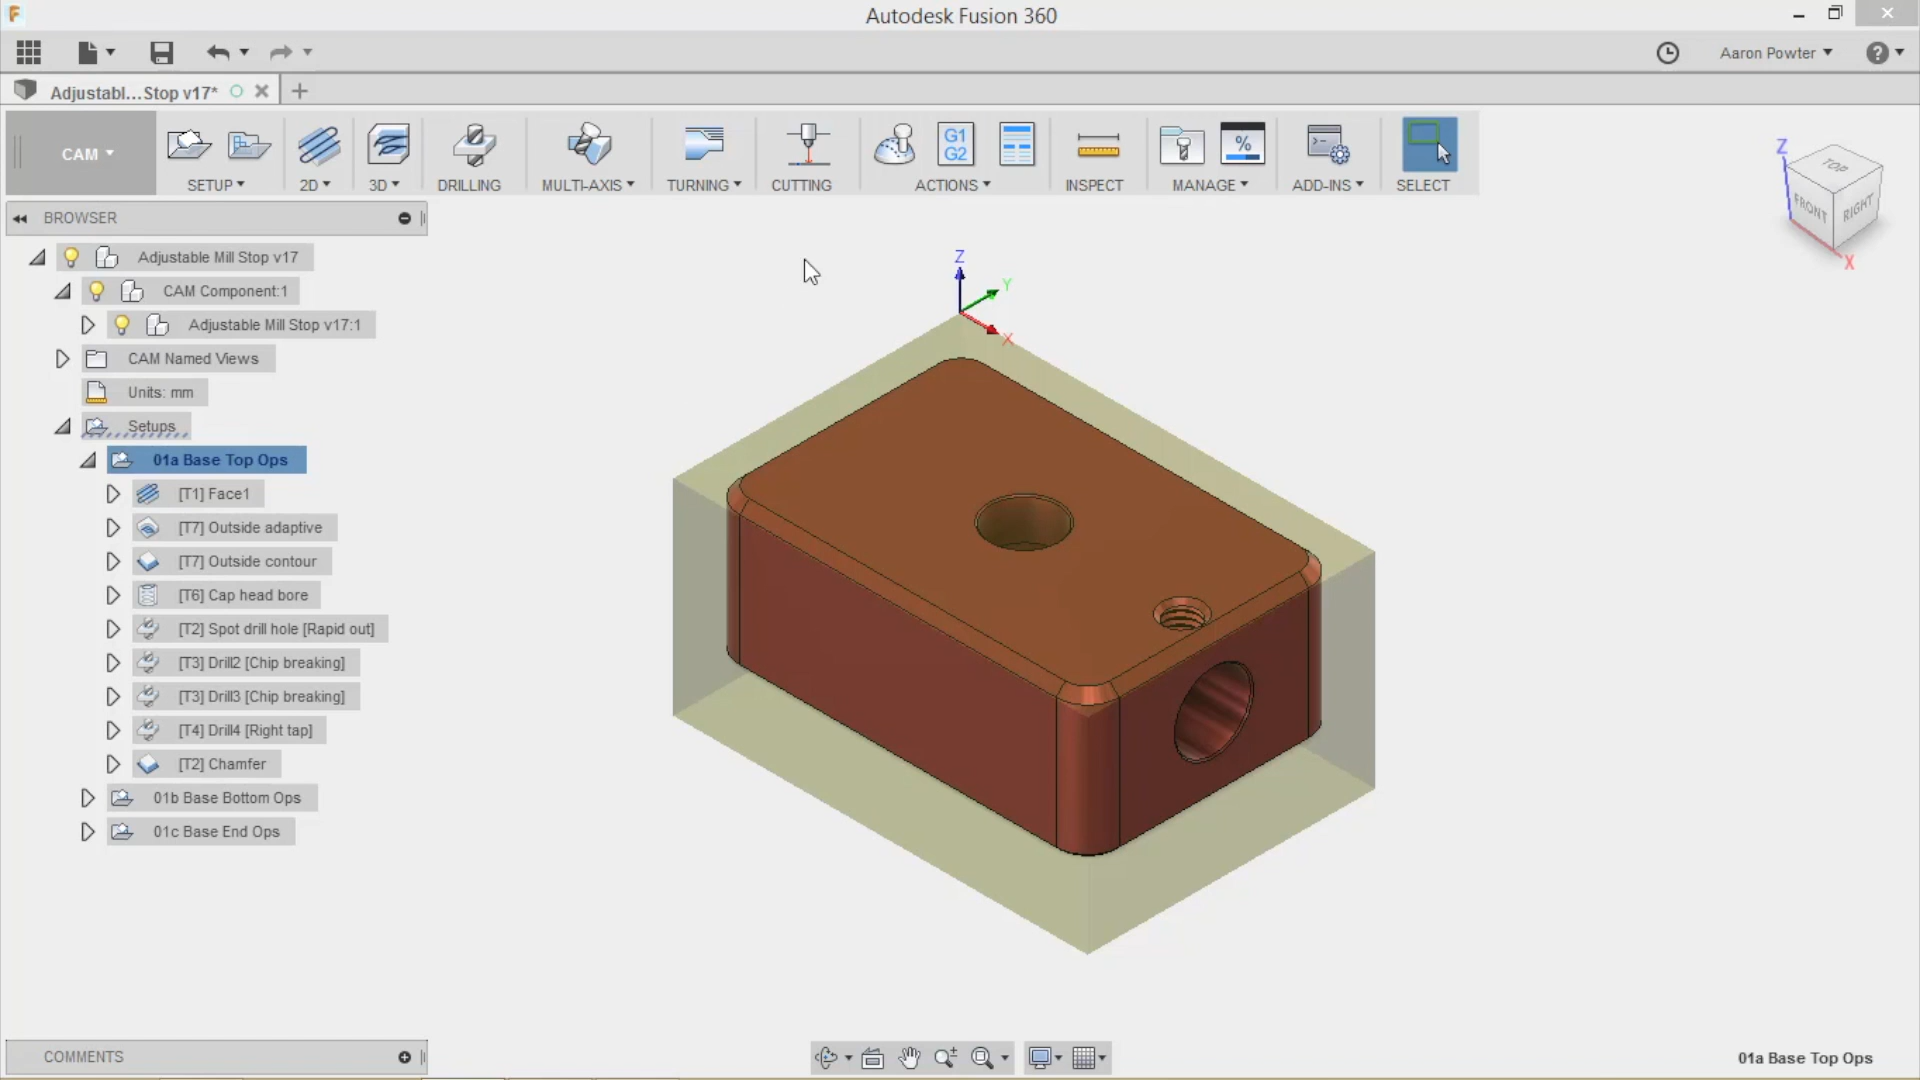 Autodesk Fusion 360
Aaron Powter
Adjustabl...Stop v17*
CAM
SETUP
2D
3D
DRILLING
MULTI-AXIS
TURNING
CUTTING
G1
G2
ACTIONS
INSPECT
%
MANAGE
ADD-INS
SELECT
BROWSER
Adjustable Mill Stop v17
CAM Component:1
Adjustable Mill Stop v17:1
CAM Named Views
Units: mm
Setups
01a Base Top Ops
[T1] Face1
[T7] Outside adaptive
[T7] Outside contour
[T6] Cap head bore
[T2] Spot drill hole [Rapid out]
[T3] Drill2 [Chip breaking]
[T3] Drill3 [Chip breaking]
[T4] Drill4 [Right tap]
[T2] Chamfer
01b Base Bottom Ops
01c Base End Ops
Z
Y
X
Z
TOP
FRONT
RIGHT
X
COMMENTS
01a Base Top Ops